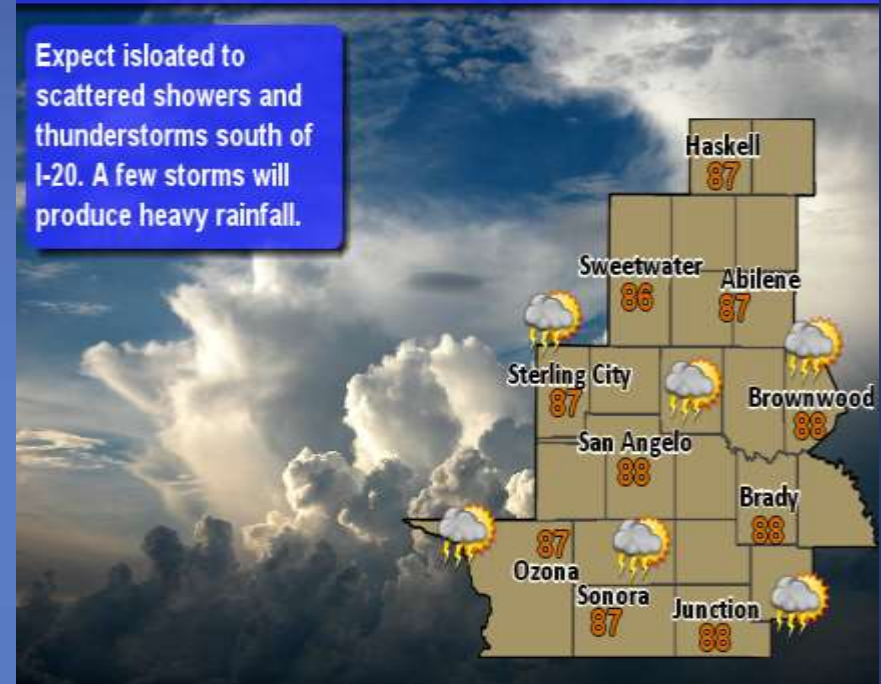 Expect isloated to
scattered showers and
thunderstorms south of
I-20. A few storms will
produce heavy rainfall.
Haskell
87
Sweetwater
86
Abilene
87
Sterling City
87
Brownwood
88
San Angelo
88
Brady
88
87
Ozona
Sonora
87
Junction
88